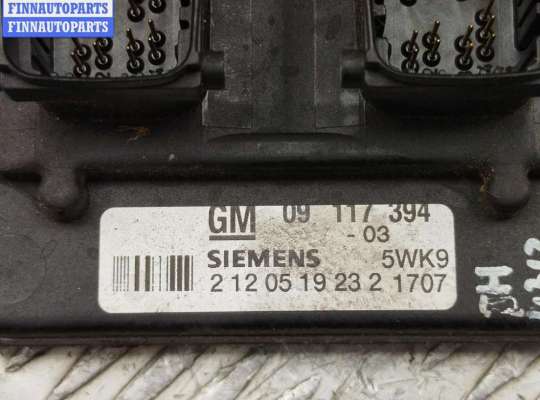 FINNAUTOPARTS
FINNAUTOPARTS
GM 09 117 394
- 03
SIEMENS 5WK9
2 12 05 19 23 2 1707